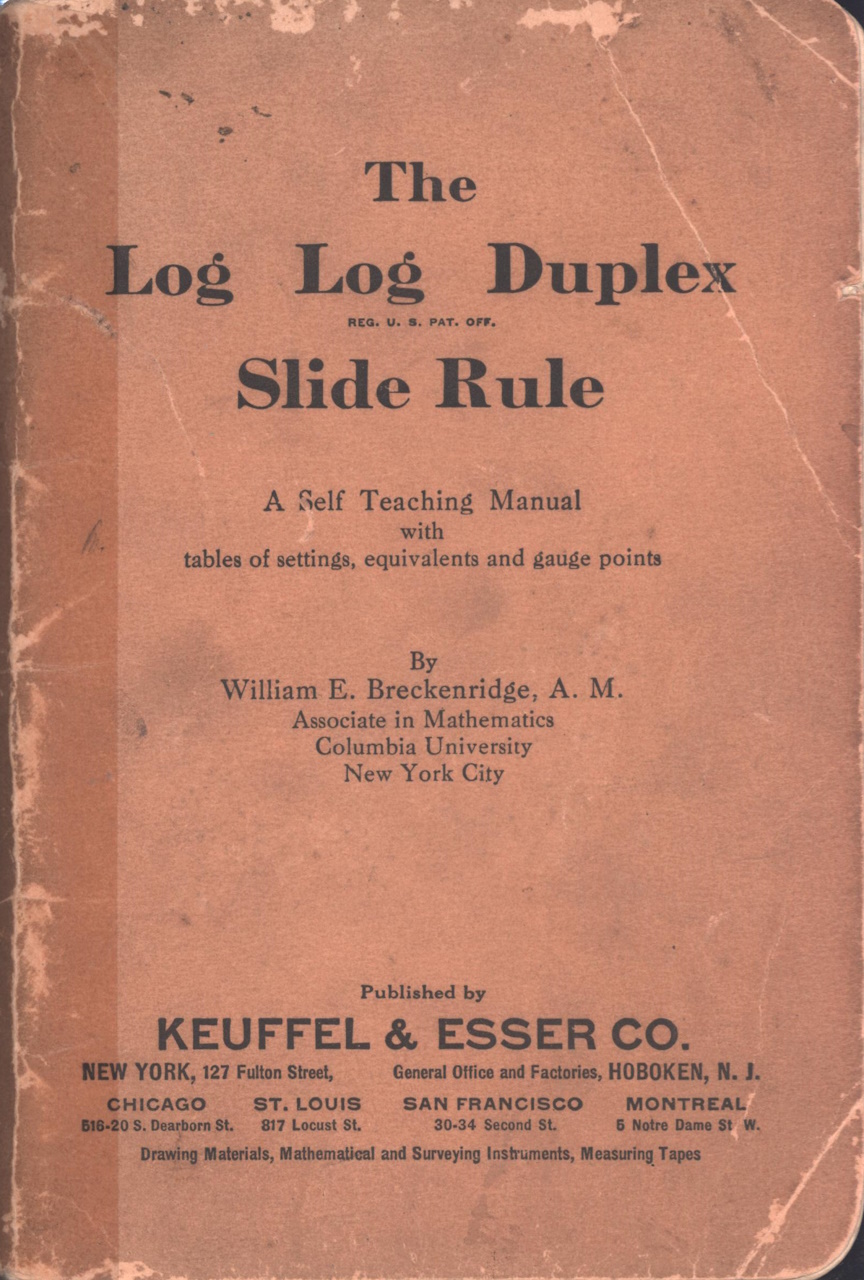 The
Log Log Duplex
REG. U. S. PAT. OFF.
Slide Rule
A Self Teaching Manual
with
tables of settings, equivalents and gauge points
By
William E. Breckenridge, A. M.
Associate in Mathematics
Columbia University
New York City
Published by
KEUFFEL & ESSER CO.
NEW YORK, 127 Fulton Street, General Office and Factories, HOBOKEN, N. J.
CHICAGO ST. LOUIS SAN FRANCISCO MONTREAL
516-20 S. Dearborn St. 817 Locust St. 30-34 Second St. 5 Notre Dame St W.
Drawing Materials, Mathematical and Surveying Instruments, Measuring Tapes